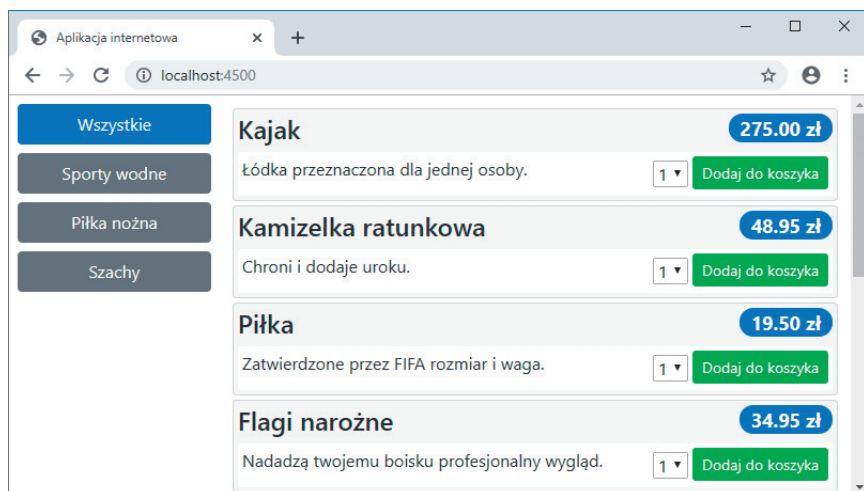 Aplikacja internetowa
localhost:4500
Wszystkie
Sporty wodne
Piłka nożna
Szachy
Kajak 275.00 zł
Łódka przeznaczona dla jednej osoby. 1 Dodaj do koszyka
Kamizelka ratunkowa 48.95 zł
Chroni i dodaje uroku. 1 Dodaj do koszyka
Piłka 19.50 zł
Zatwierdzone przez FIFA rozmiar i waga. 1 Dodaj do koszyka
Flagi narożne 34.95 zł
Nadadzą twojemu boisku profesjonalny wygląd. 1 Dodaj do koszyka